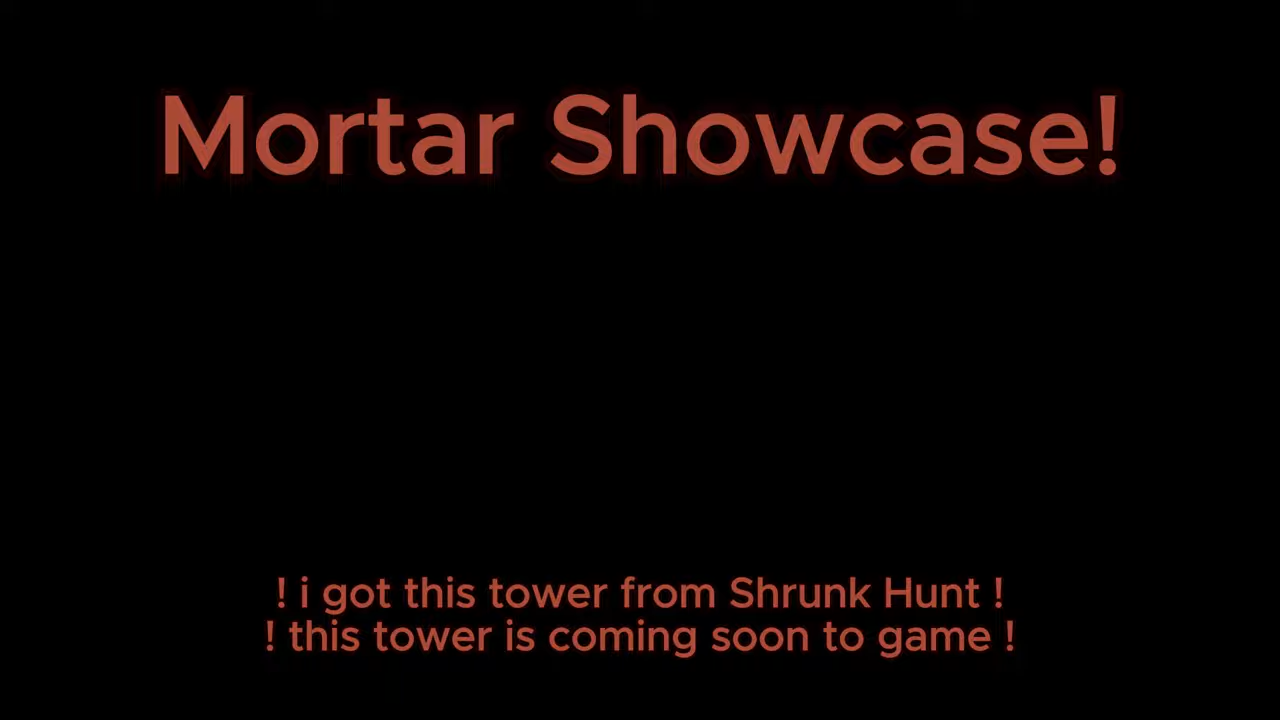 Mortar Showcase!
! i got this tower from Shrunk Hunt !
! this tower is coming soon to game !